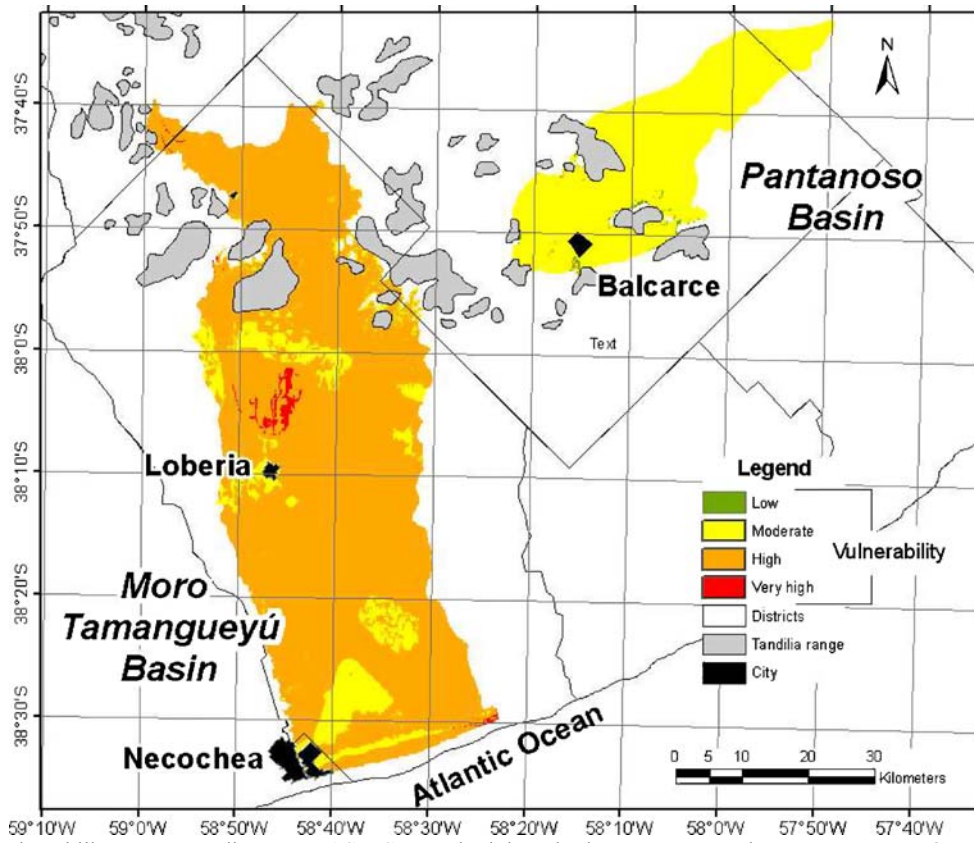 N
37°40'S
37°50'S
38°0'S
38°10'S
38°20'S
38°30'S
Pantanoso
Basin
Balcarce
Text
Loberia
Legend
Low
Moderate
High
Very high
Districts
Tandilia range
City
Vulnerability
Moro
Tamangueyú
Basin
Necochea
Atlantic Ocean
0 5 10 20 30
Kilometers
59°10'W 59°0'W 58°50'W 58°40'W 58°30'W 58°20'W 58°10'W 58°0'W 57°50'W 57°40'W